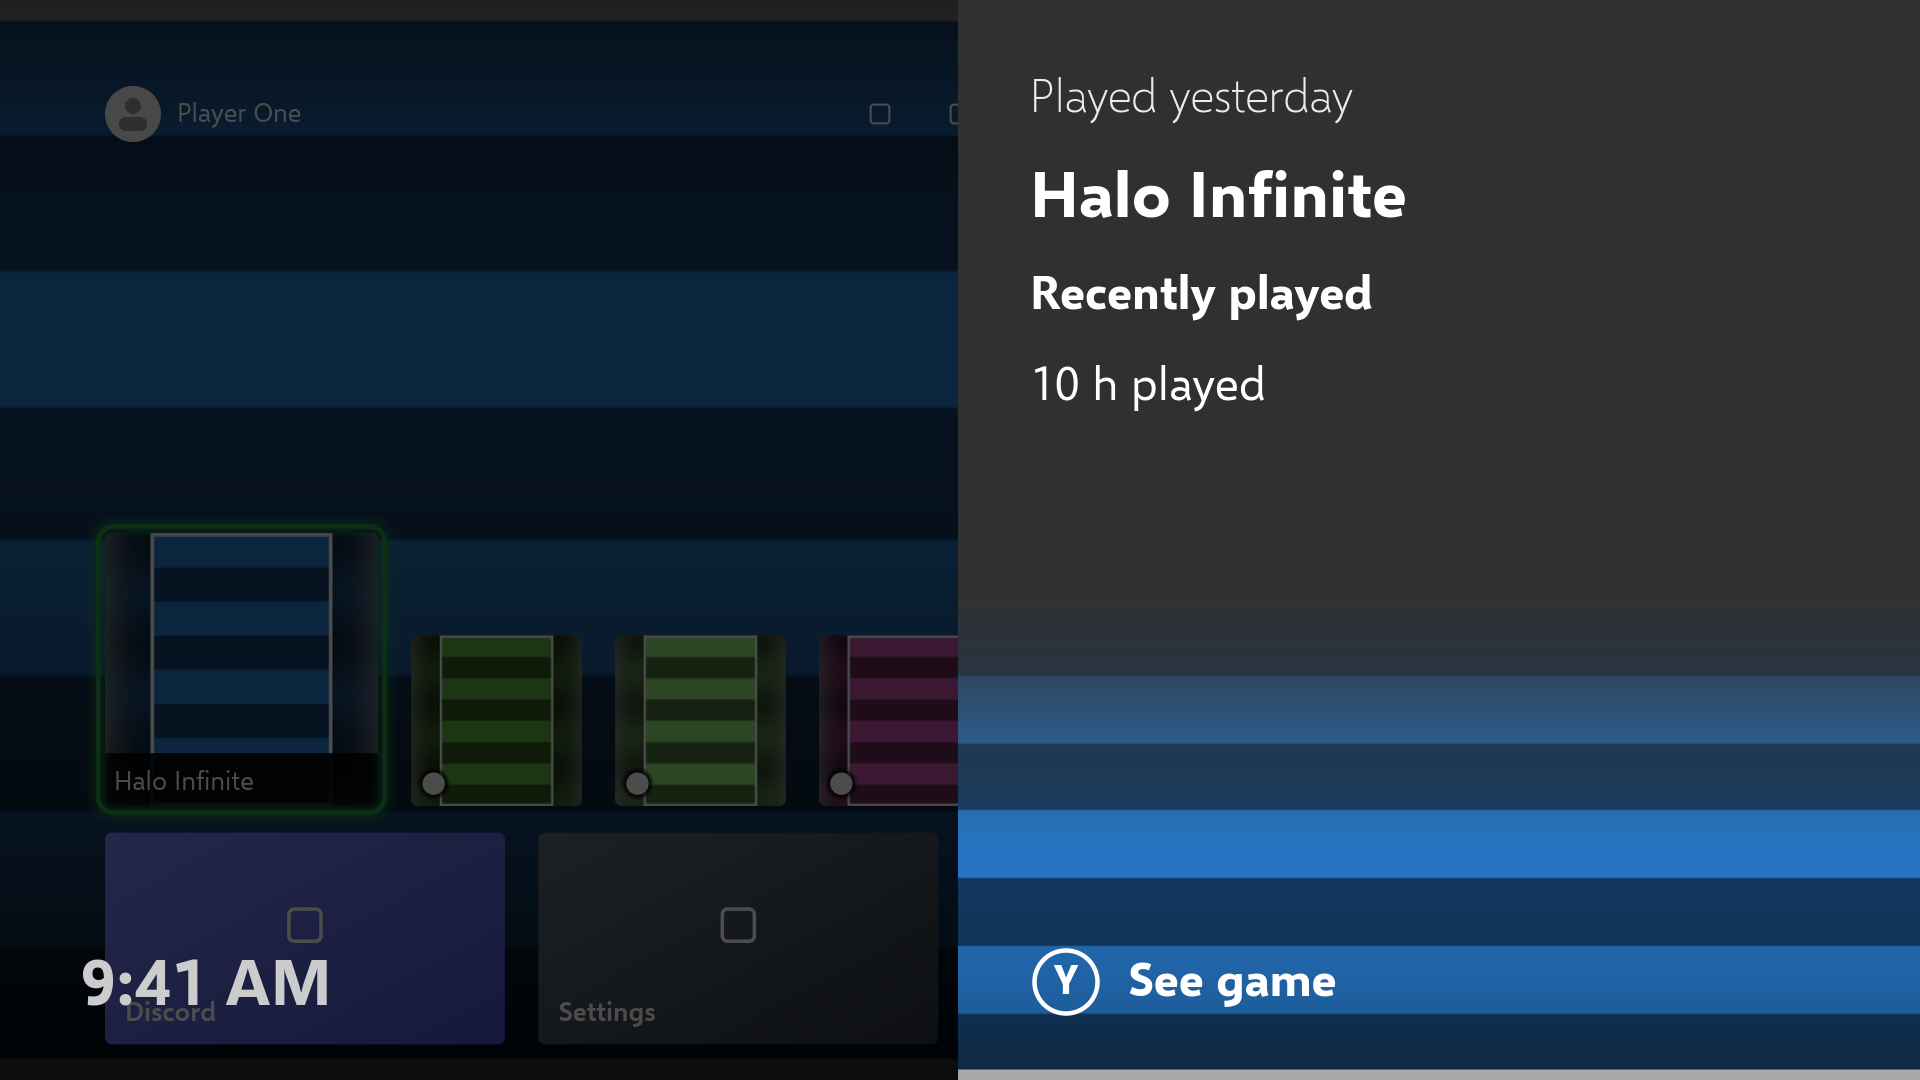 Player One
Halo Infinite
9:41 AM
Discord
Settings
Played yesterday
Halo Infinite
Recently played
10 h played
Y See game